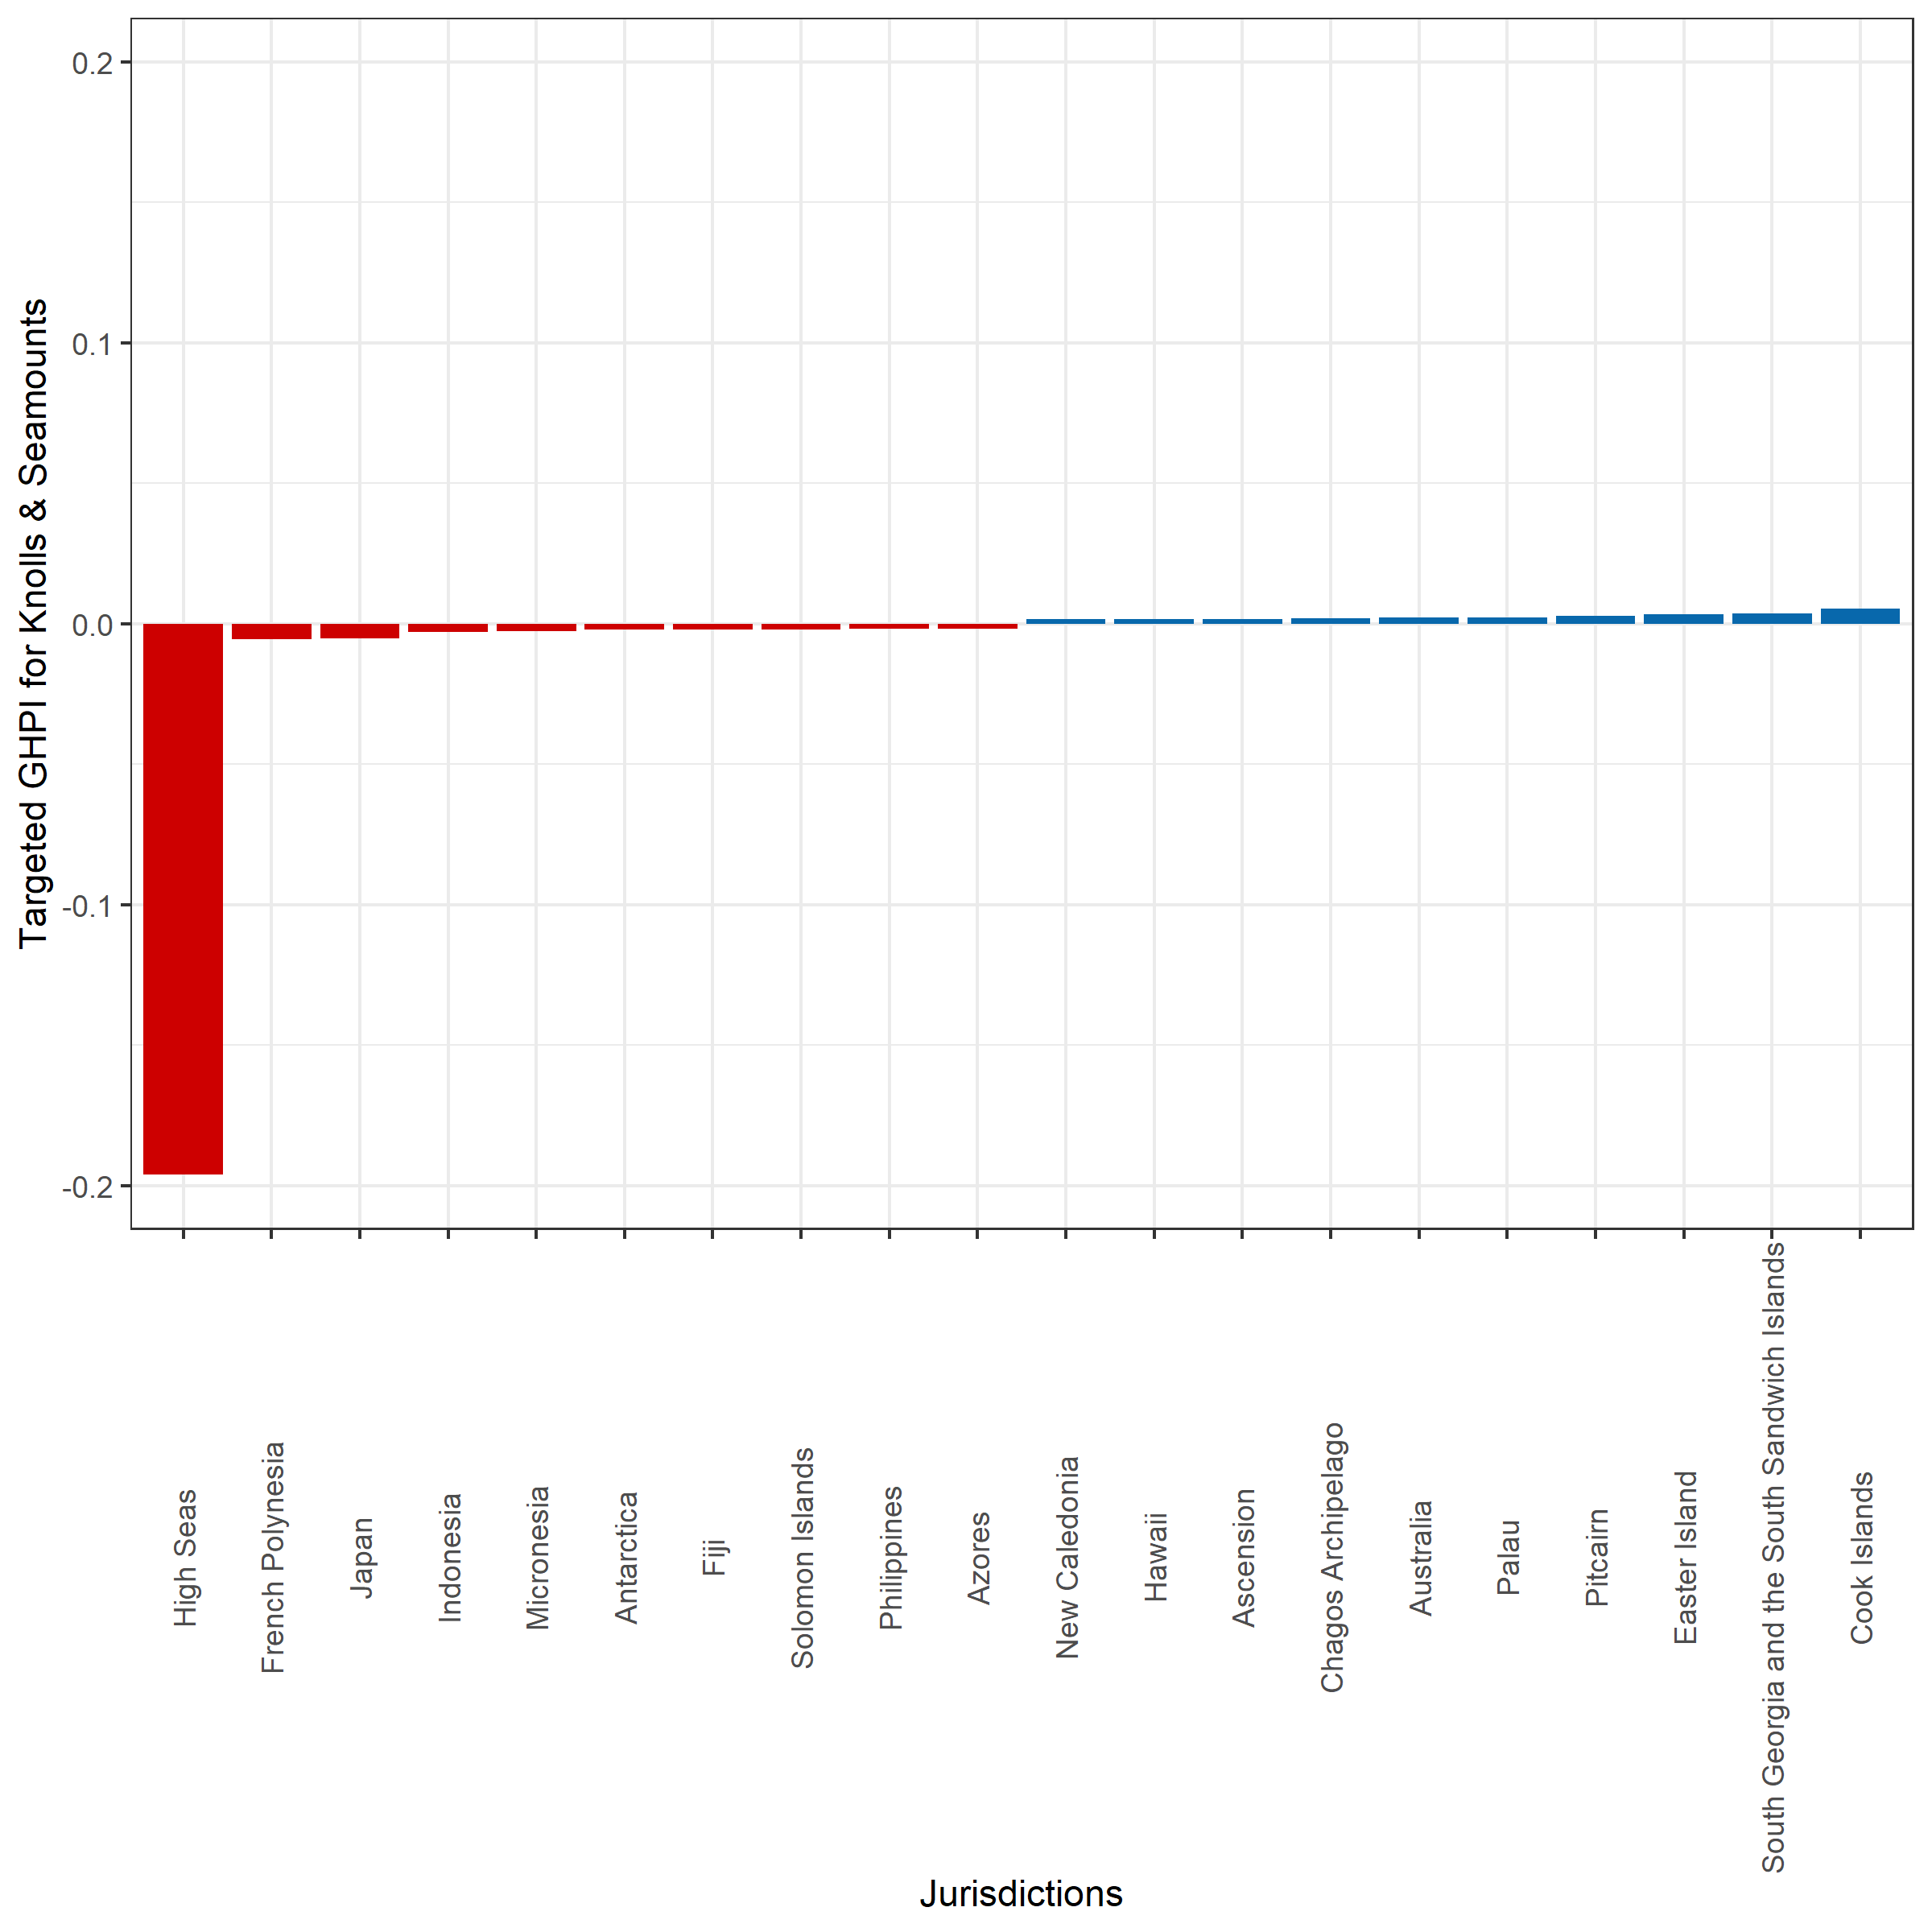 Targeted GHPI for Knolls & Seamounts
0.2
0.1
0.0
-0.1
-0.2
High Seas
French Polynesia
Japan
Indonesia
Micronesia
Antarctica
Fiji
Solomon Islands
Philippines
Azores
New Caledonia
Hawaii
Ascension
Chagos Archipelago
Australia
Palau
Pitcairn
Easter Island
South Georgia and the South Sandwich Islands
Cook Islands
Jurisdictions